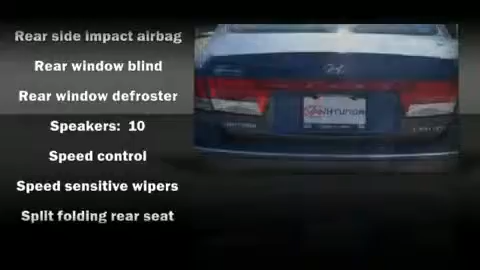 Rear side impact airbag
Rear window blind
Rear window defroster
Speakers: 10
Speed control
Speed sensitive wipers
Split folding rear seat
HYUNDAI